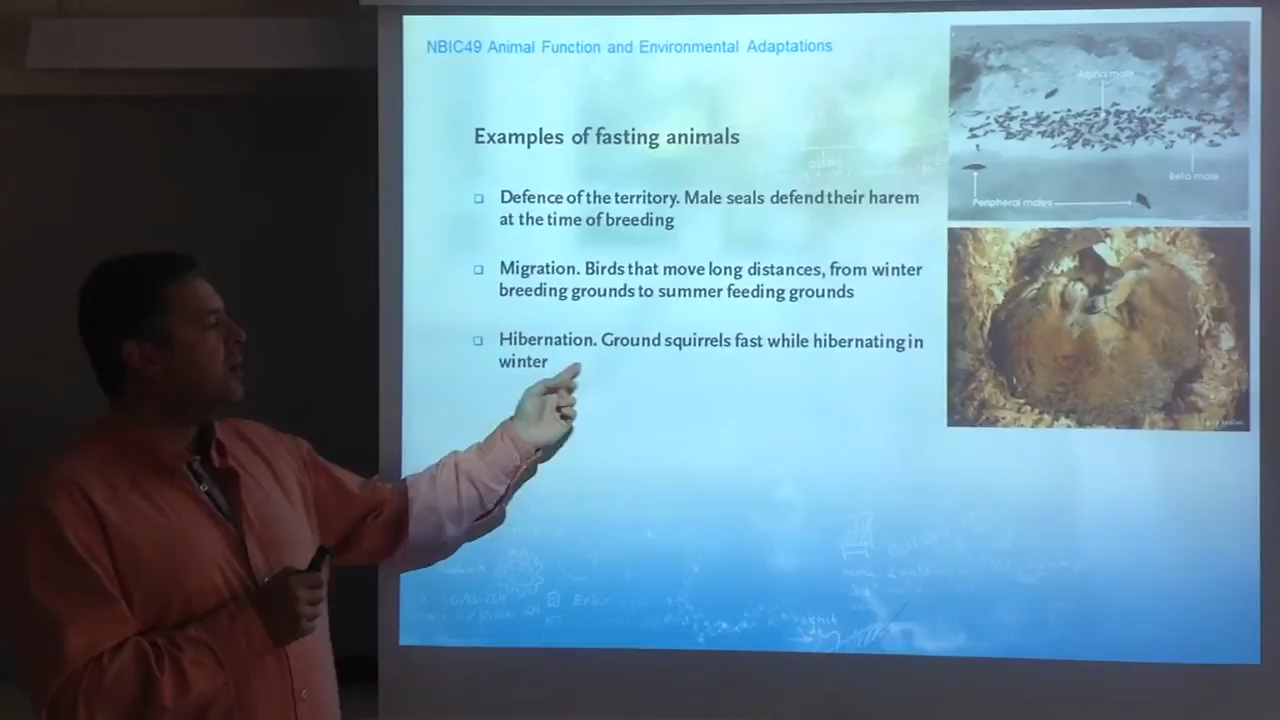 NBIC49 Animal Function and Environmental Adaptations
Examples of fasting animals
Defence of the territory. Male seals defend their harem
at the time of breeding
Migration. Birds that move long distances, from winter
breeding grounds to summer feeding grounds
Hibernation. Ground squirrels fast while hibernating in
winter
Alpha male
Beta male
Peripheral males